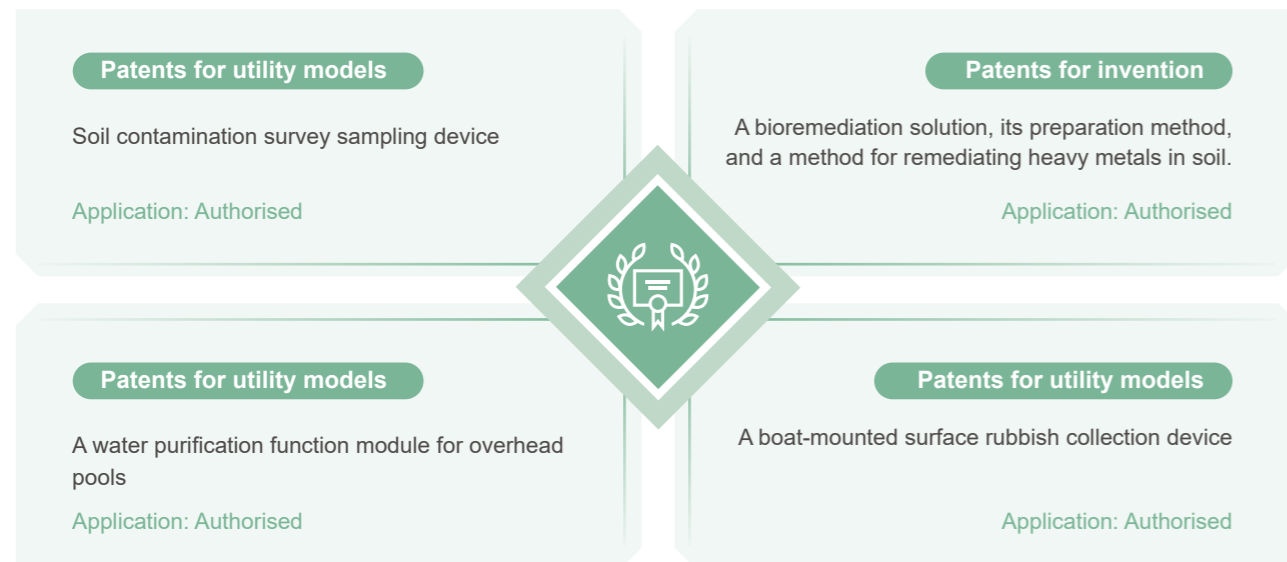 Patents for utility models
Soil contamination survey sampling device
Application: Authorised
Patents for invention
A bioremediation solution, its preparation method,
and a method for remediating heavy metals in soil.
Application: Authorised
Patents for utility models
A water purification function module for overhead
pools
Application: Authorised
Patents for utility models
A boat-mounted surface rubbish collection device
Application: Authorised